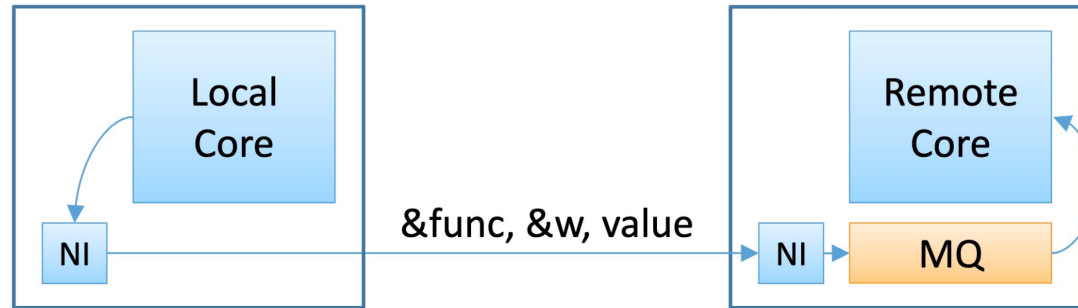 Local
Core
NI
&func, &w, value
Remote
Core
NI
MQ